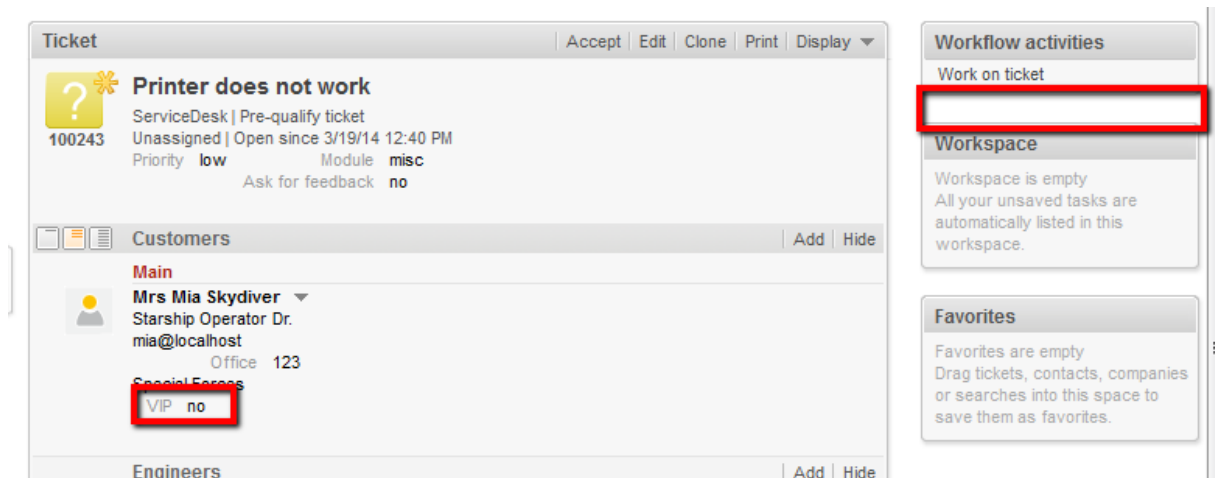 Ticket Accept Edit Clone Print Display
Printer does not work
ServiceDesk | Pre-qualify ticket
100243 Unassigned | Open since 3/19/14 12:40 PM
Priority low Module misc
Ask for feedback no
Customers Add Hide
Main
Mrs Mia Skydiver
Starship Operator Dr.
mia@localhost
Office 123
Special Forces
VIP no
Engineers Add Hide
Workflow activities
Work on ticket
Workspace
Workspace is empty
All your unsaved tasks are
automatically listed in this
workspace.
Favorites
Favorites are empty
Drag tickets, contacts, companies
or searches into this space to
save them as favorites.